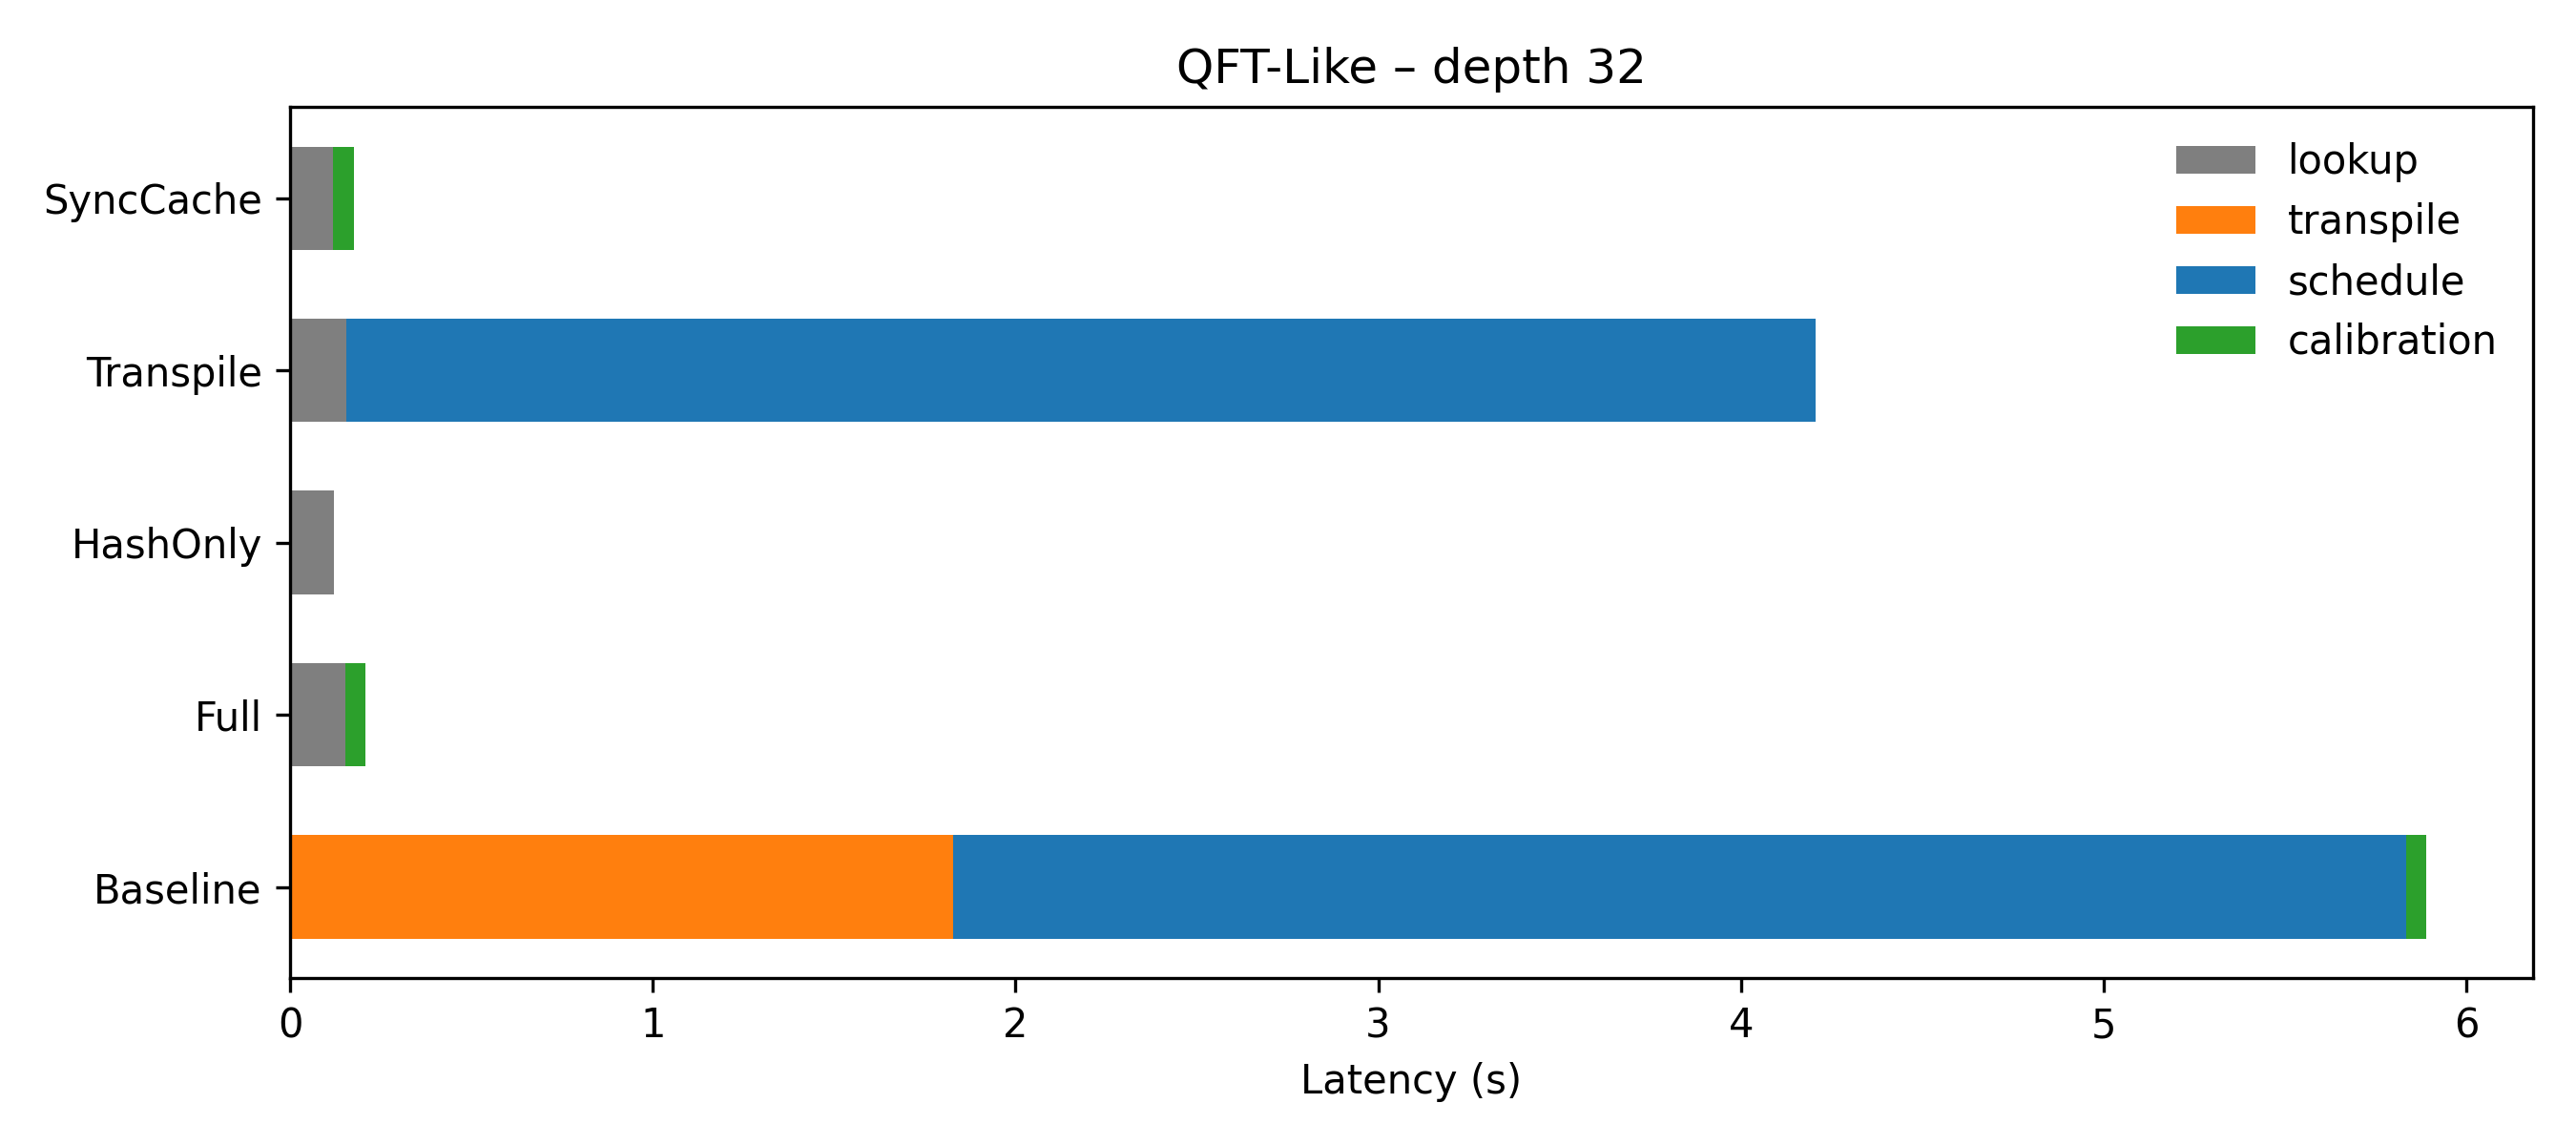 QFT-Like – depth 32
lookup
transpile
schedule
calibration
SyncCache
Transpile
HashOnly
Full
Baseline
0 1 2 3 4 5 6
Latency (s)